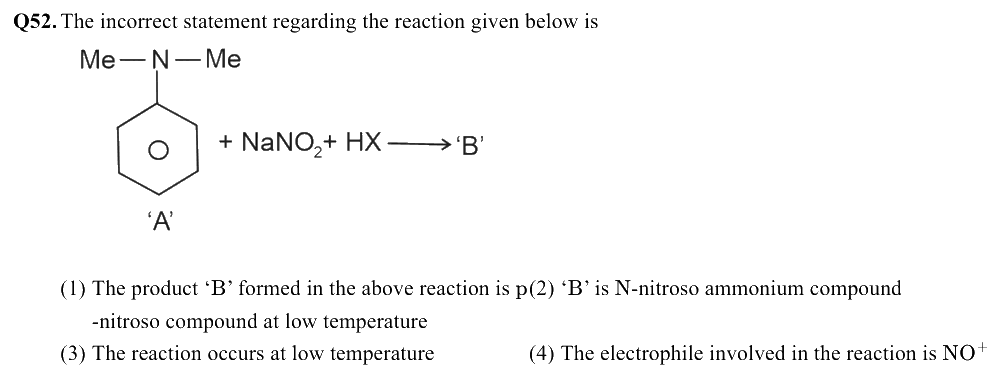 Q52. The incorrect statement regarding the reaction given below is
Me—N—Me
+ NaNO₂+ HX ⟶ ‘B’
‘A’
(1) The product ‘B’ formed in the above reaction is p(2) ‘B’ is N-nitroso ammonium compound
-nitroso compound at low temperature
(3) The reaction occurs at low temperature (4) The electrophile involved in the reaction is NO⁺